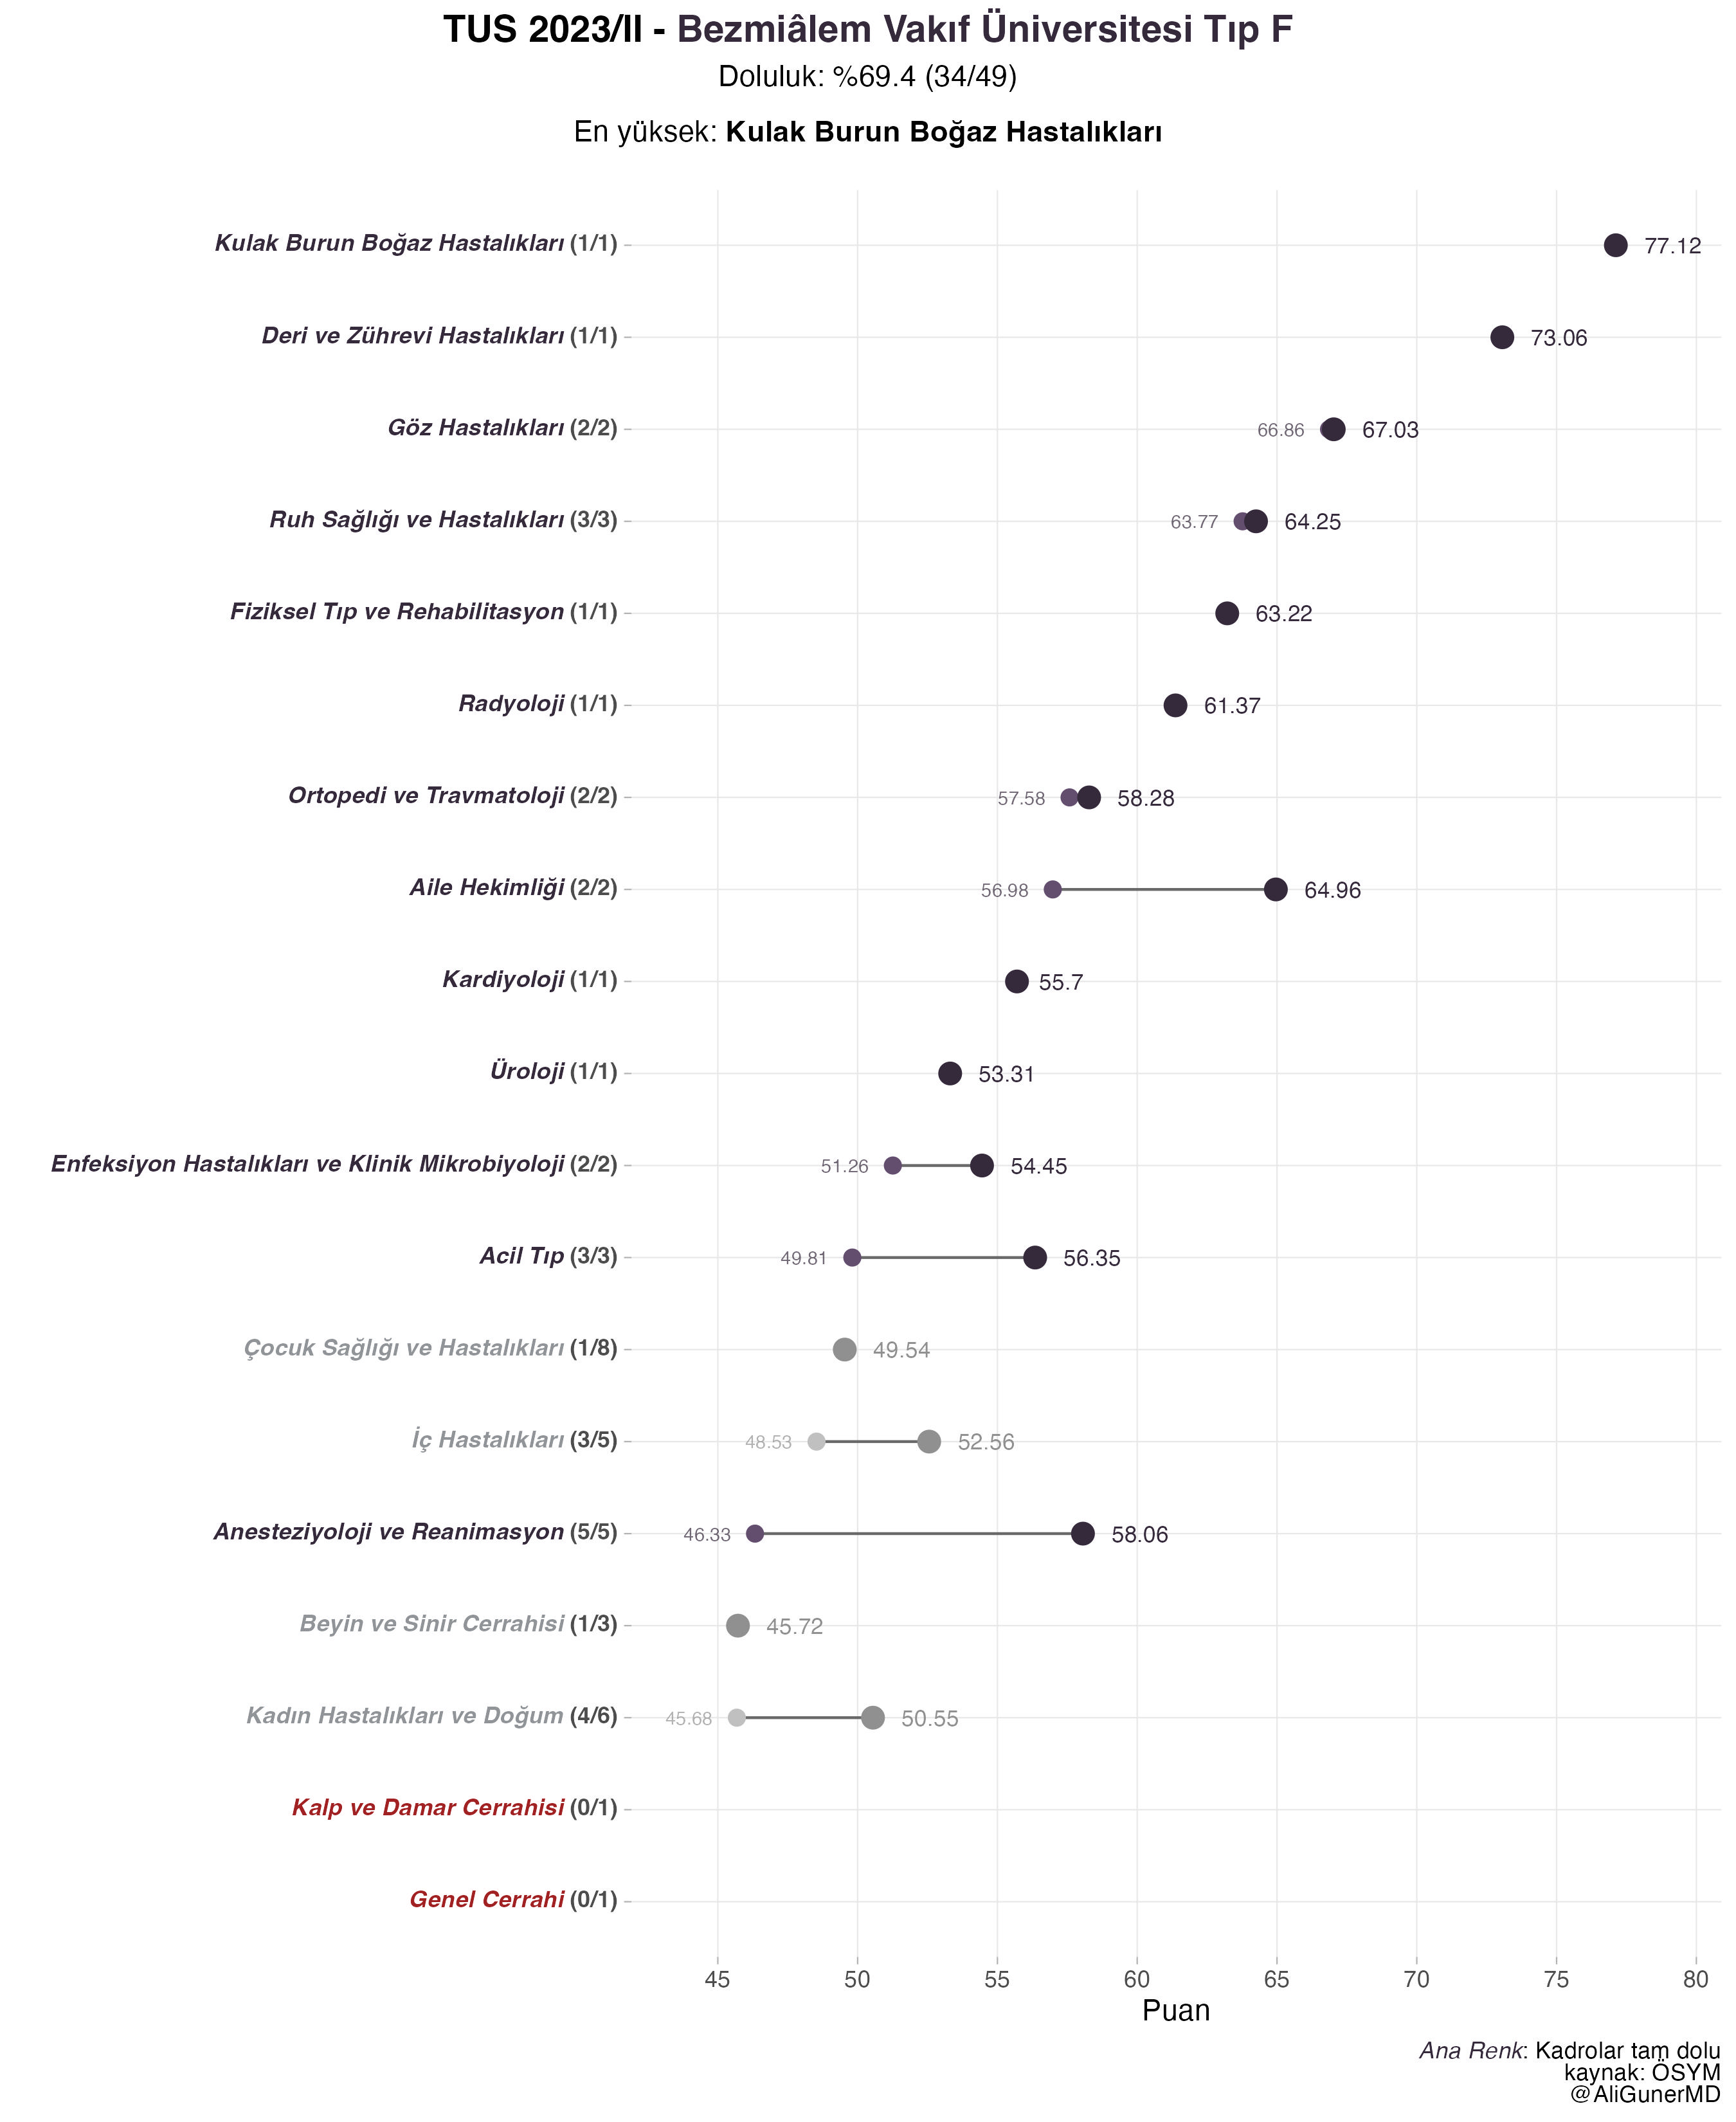 TUS 2023/II - Bezmiâlem Vakıf Üniversitesi Tıp F
Doluluk: %69.4 (34/49)
En yüksek: Kulak Burun Boğaz Hastalıkları
Kulak Burun Boğaz Hastalıkları (1/1) 77.12
Deri ve Zührevi Hastalıkları (1/1) 73.06
Göz Hastalıkları (2/2) 66.86 67.03
Ruh Sağlığı ve Hastalıkları (3/3) 63.77 64.25
Fiziksel Tıp ve Rehabilitasyon (1/1) 63.22
Radyoloji (1/1) 61.37
Ortopedi ve Travmatoloji (2/2) 57.58 58.28
Aile Hekimliği (2/2) 56.98 64.96
Kardiyoloji (1/1) 55.7
Üroloji (1/1) 53.31
Enfeksiyon Hastalıkları ve Klinik Mikrobiyoloji (2/2) 51.26 54.45
Acil Tıp (3/3) 49.81 56.35
Çocuk Sağlığı ve Hastalıkları (1/8) 49.54
İç Hastalıkları (3/5) 48.53 52.56
Anesteziyoloji ve Reanimasyon (5/5) 46.33 58.06
Beyin ve Sinir Cerrahisi (1/3) 45.72
Kadın Hastalıkları ve Doğum (4/6) 45.68 50.55
Kalp ve Damar Cerrahisi (0/1)
Genel Cerrahi (0/1)
45 50 55 60 65 70 75 80
Puan
Ana Renk: Kadrolar tam dolu
kaynak: ÖSYM
@AliGunerMD